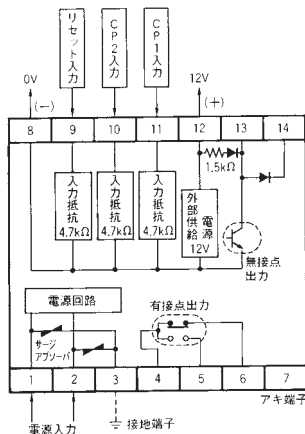 リセット入力
CP2入力
CP1入力
0V
12V
(−)
(+)
8
9
10
11
12
13
14
1.5kΩ
入力抵抗
4.7kΩ
入力抵抗
4.7kΩ
入力抵抗
4.7kΩ
外部供給電源
12V
無接点
出力
電源回路
有接点出力
サージ
アブソーバ
1
2
3
4
5
6
7
アキ端子
電源入力
接地端子